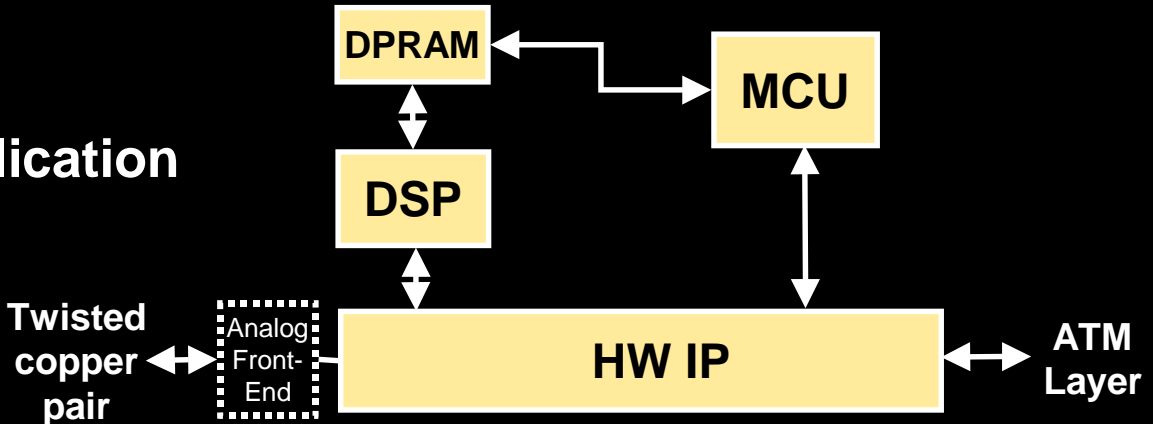 DPRAM
MCU
lication
DSP
Twisted
copper
pair
Analog
Front-
End
HW IP
ATM
Layer